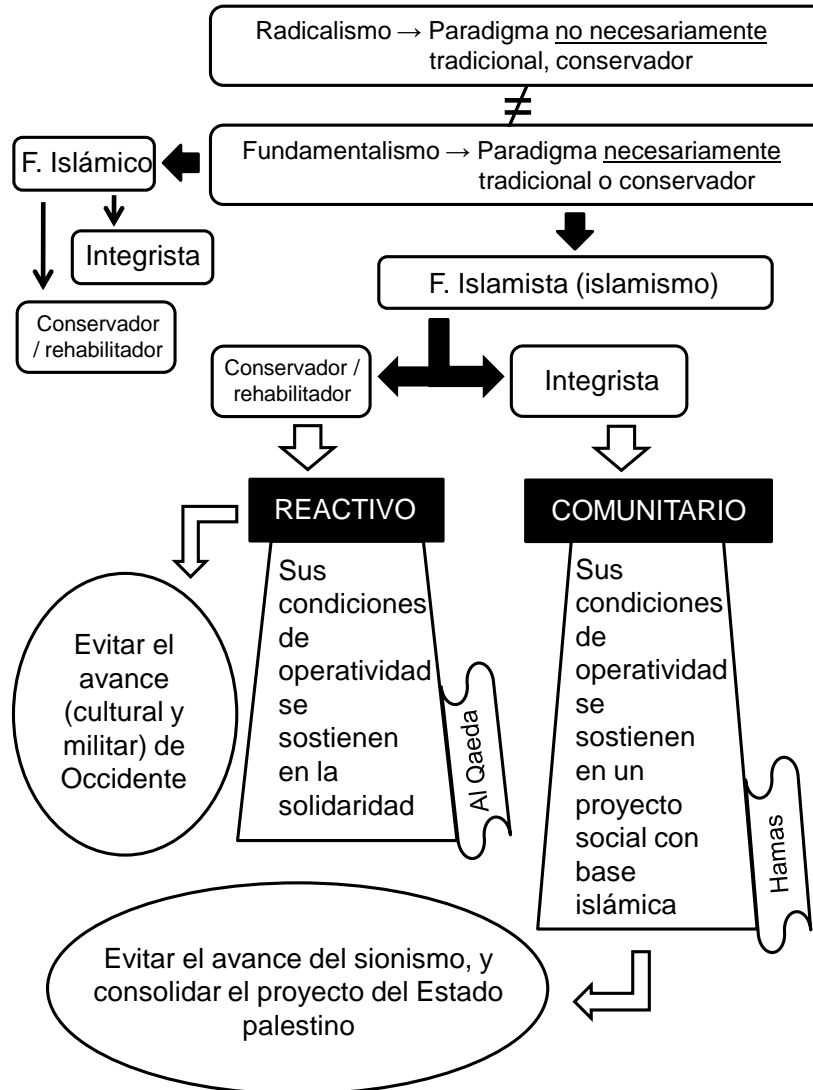 Radicalismo → Paradigma no necesariamente
tradicional, conservador
≠
Fundamentalismo → Paradigma necesariamente
tradicional o conservador
F. Islámico
Integrista
Conservador
/ rehabilitador
F. Islamista (islamismo)
Conservador /
rehabilitador
Integrista
REACTIVO
Sus
condiciones
de
operatividad
se
sostienen
en la
solidaridad
Al Qaeda
Evitar el
avance
(cultural y
militar) de
Occidente
COMUNITARIO
Sus
condiciones
de
operatividad
se
sostienen
en un
proyecto
social con
base
islámica
Hamas
Evitar el avance del sionismo, y
consolidar el proyecto del Estado
palestino